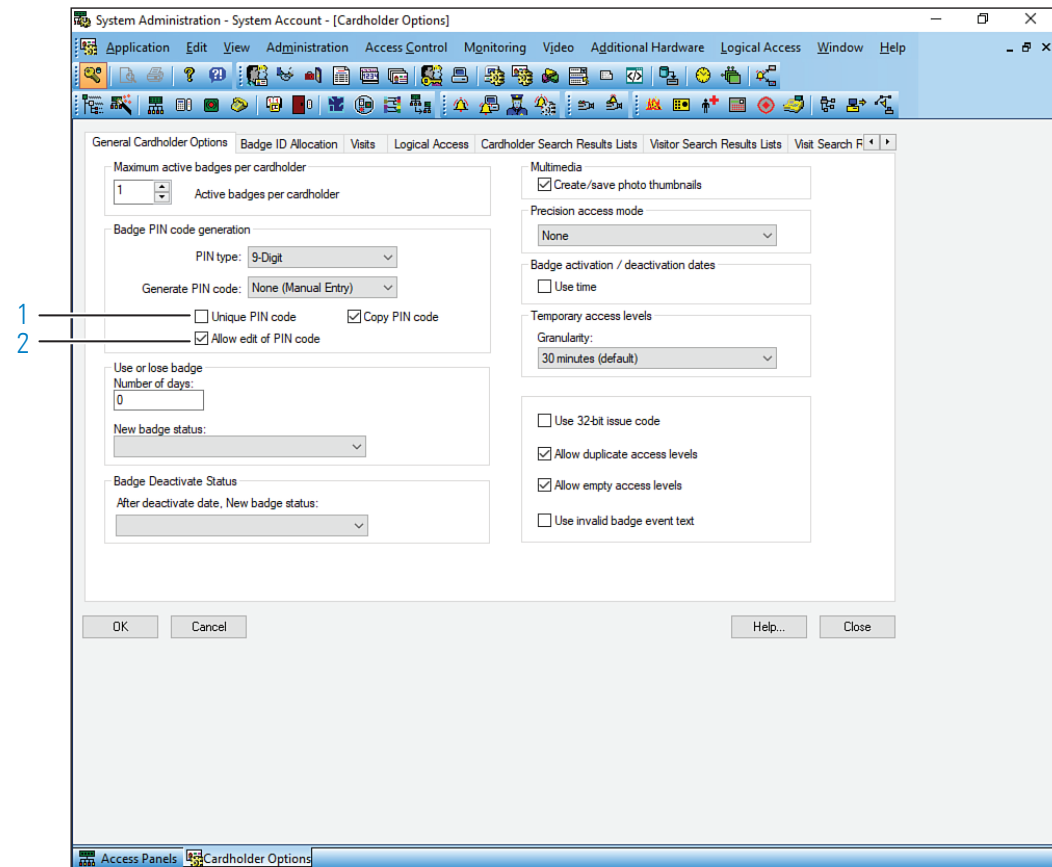 System Administration - System Account - [Cardholder Options]
Application Edit View Administration Access Control Monitoring Video Additional Hardware Logical Access Window Help
General Cardholder Options Badge ID Allocation Visits Logical Access Cardholder Search Results Lists Visitor Search Results Lists Visit Search R
Maximum active badges per cardholder
1 Active badges per cardholder
Badge PIN code generation
PIN type: 9-Digit
Generate PIN code: None (Manual Entry)
1 Unique PIN code Copy PIN code
2 Allow edit of PIN code
Use or lose badge
Number of days:
0
New badge status:
Badge Deactivate Status
After deactivate date, New badge status:
Multimedia
Create/save photo thumbnails
Precision access mode
None
Badge activation / deactivation dates
Use time
Temporary access levels
Granularity:
30 minutes (default)
Use 32-bit issue code
Allow duplicate access levels
Allow empty access levels
Use invalid badge event text
OK Cancel Help... Close
Access Panels Cardholder Options